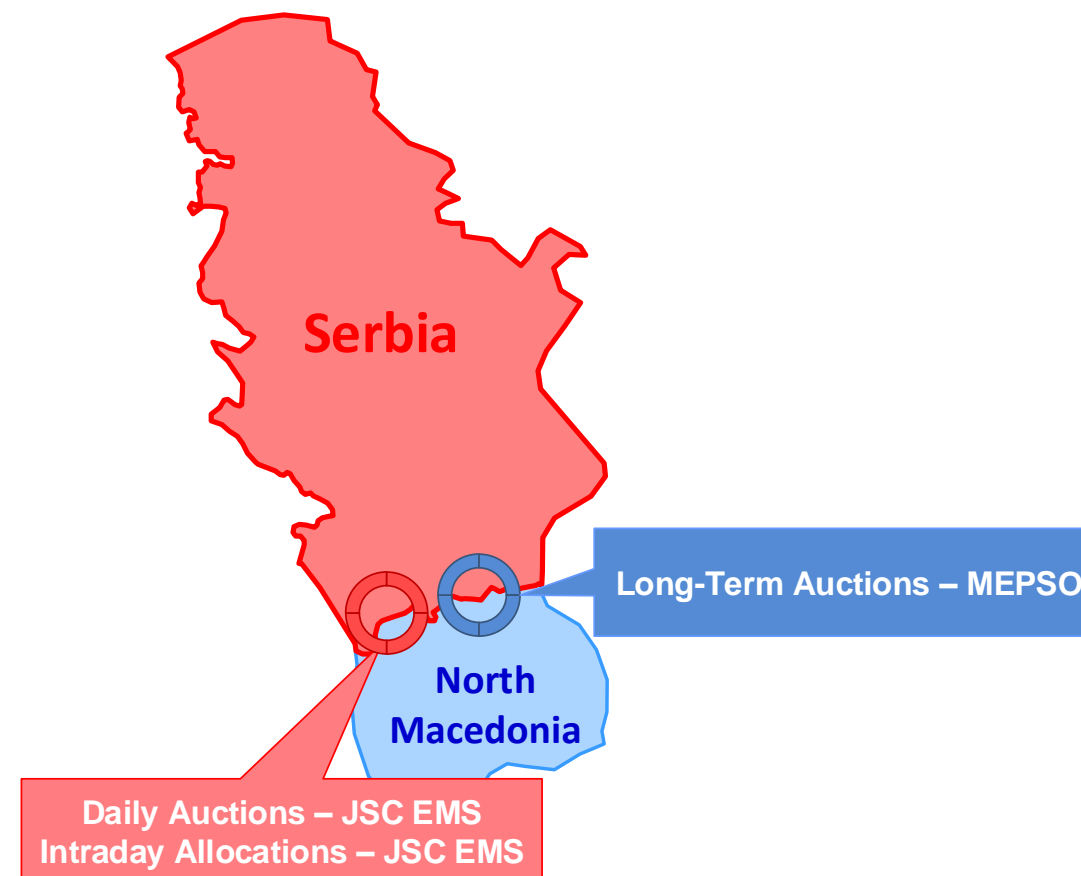 Serbia
Long-Term Auctions – MEPSO
North
Macedonia
Daily Auctions – JSC EMS
Intraday Allocations – JSC EMS